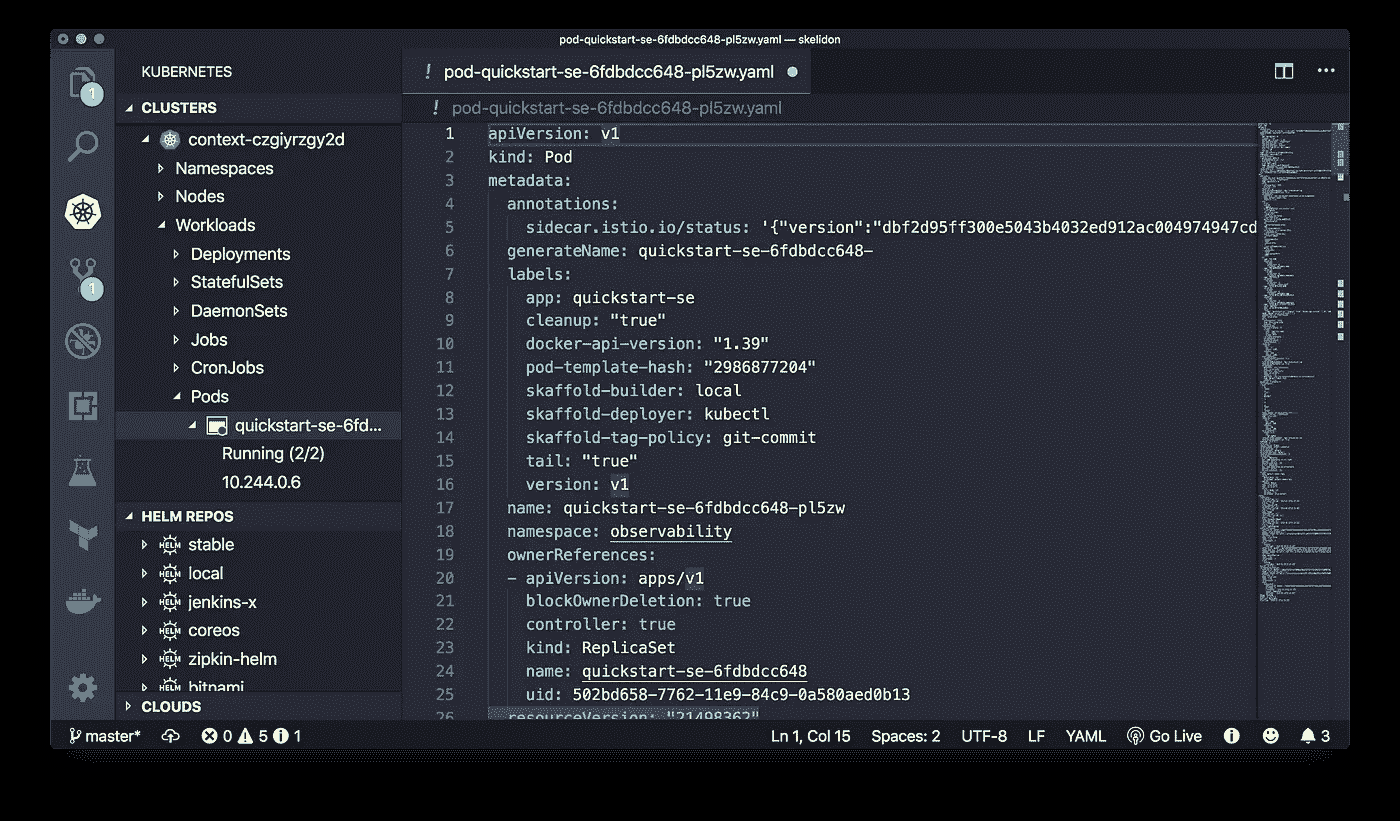 pod-quickstart-se-6fdbdcc648-pl5zw.yaml — skelidon
KUBERNETES
CLUSTERS
context-czgiyrzgy2d
Namespaces
Nodes
Workloads
Deployments
StatefulSets
DaemonSets
Jobs
CronJobs
Pods
quickstart-se-6fd...
Running (2/2)
10.244.0.6
HELM REPOS
HELM stable
HELM local
HELM jenkins-x
HELM coreos
HELM zipkin-helm
HELM bitnami
CLOUDS
1
1
! pod-quickstart-se-6fdbdcc648-pl5zw.yaml
! pod-quickstart-se-6fdbdcc648-pl5zw.yaml
1 apiVersion: v1
2 kind: Pod
3 metadata:
4 annotations:
5 sidecar.istio.io/status: '{"version":"dbf2d95ff300e5043b4032ed912ac004974947cd
6 generateName: quickstart-se-6fdbdcc648-
7 labels:
8 app: quickstart-se
9 cleanup: "true"
10 docker-api-version: "1.39"
11 pod-template-hash: "2986877204"
12 skaffold-builder: local
13 skaffold-deployer: kubectl
14 skaffold-tag-policy: git-commit
15 tail: "true"
16 version: v1
17 name: quickstart-se-6fdbdcc648-pl5zw
18 namespace: observability
19 ownerReferences:
20 - apiVersion: apps/v1
21 blockOwnerDeletion: true
22 controller: true
23 kind: ReplicaSet
24 name: quickstart-se-6fdbdcc648
25 uid: 502bd658-7762-11e9-84c9-0a580aed0b13
26 resourceVersion: "21498362"
master* 0 5 1 Ln 1, Col 15 Spaces: 2 UTF-8 LF YAML Go Live 3